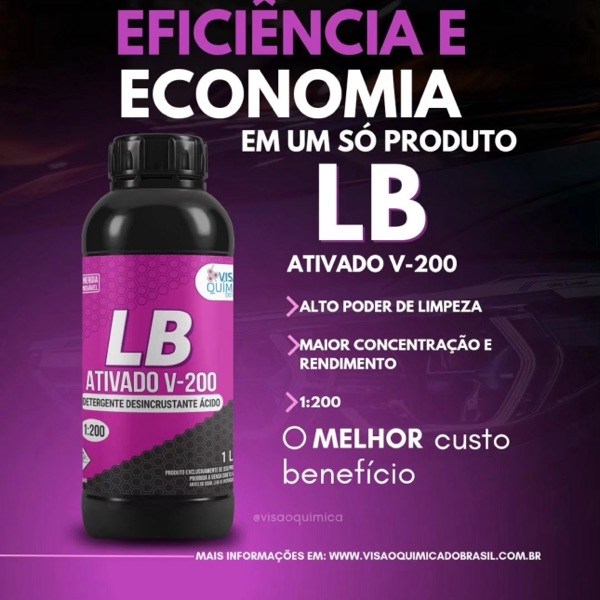 EFICIÊNCIA E
ECONOMIA
EM UM SÓ PRODUTO
LB
ATIVADO V-200
ALTO PODER DE LIMPEZA
MAIOR CONCENTRAÇÃO E
RENDIMENTO
1:200
O MELHOR custo
benefício
LB
ATIVADO V-200
DETERGENTE DESINCRUSTANTE ÁCIDO
1:200
1 L
@visaoquimica
MAIS INFORMAÇÕES EM: WWW.VISAOQUIMICADOBRASIL.COM.BR